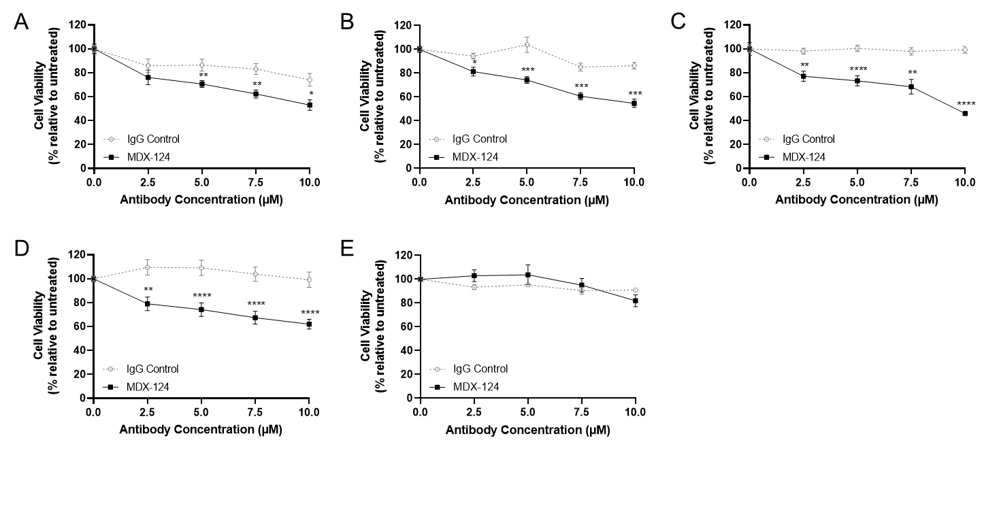 A
120
100
80
60
40
20
0
Cell Viability
(% relative to untreated)
**
**
*
IgG Control
MDX-124
0.0 2.5 5.0 7.5 10.0
Antibody Concentration (µM)
B
120
100
80
60
40
20
0
Cell Viability
(% relative to untreated)
*
***
***
***
IgG Control
MDX-124
0.0 2.5 5.0 7.5 10.0
Antibody Concentration (µM)
C
120
100
80
60
40
20
0
Cell Viability
(% relative to untreated)
**
****
**
****
IgG Control
MDX-124
0.0 2.5 5.0 7.5 10.0
Antibody Concentration (µM)
D
120
100
80
60
40
20
0
Cell Viability
(% relative to untreated)
**
****
****
****
IgG Control
MDX-124
0.0 2.5 5.0 7.5 10.0
Antibody Concentration (µM)
E
120
100
80
60
40
20
0
Cell Viability
(% relative to untreated)
IgG Control
MDX-124
0.0 2.5 5.0 7.5 10.0
Antibody Concentration (µM)